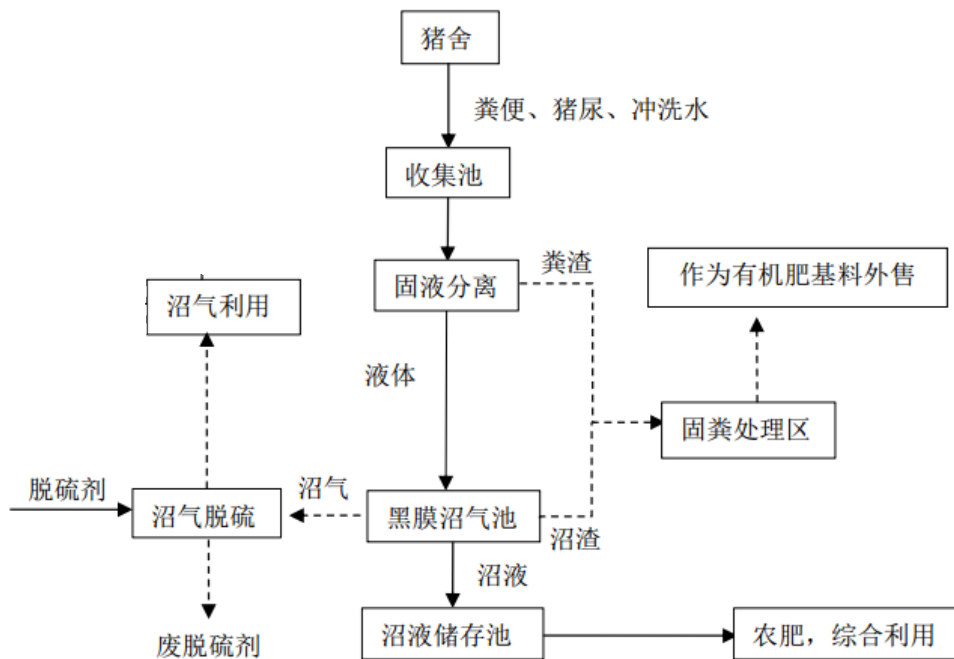 猪舍
粪便、猪尿、冲洗水
收集池
固液分离
粪渣
作为有机肥基料外售
沼气利用
液体
固粪处理区
脱硫剂
沼气脱硫
沼气
黑膜沼气池
沼渣
沼液
废脱硫剂
沼液储存池
农肥，综合利用